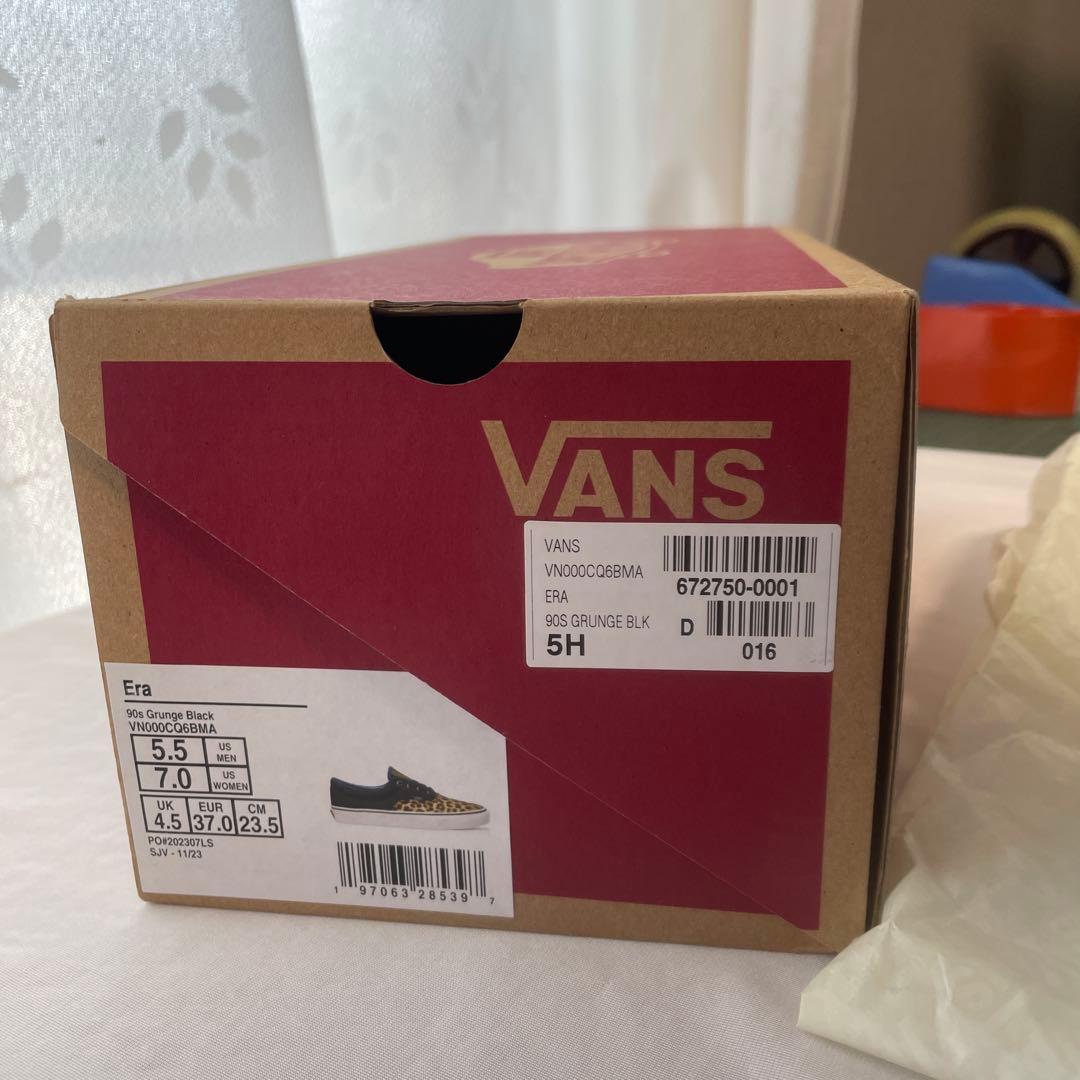 VANS
VANS
VN000CQ6BMA
672750-0001
ERA
90S GRUNGE BLK
D
5H
016
Era
90s Grunge Black
VN000CQ6BMA
5.5 US MEN
7.0 US WOMEN
UK EUR CM
4.5 37.0 23.5
PO#202307LS
SJV - 11/23
1 97063 28539 7